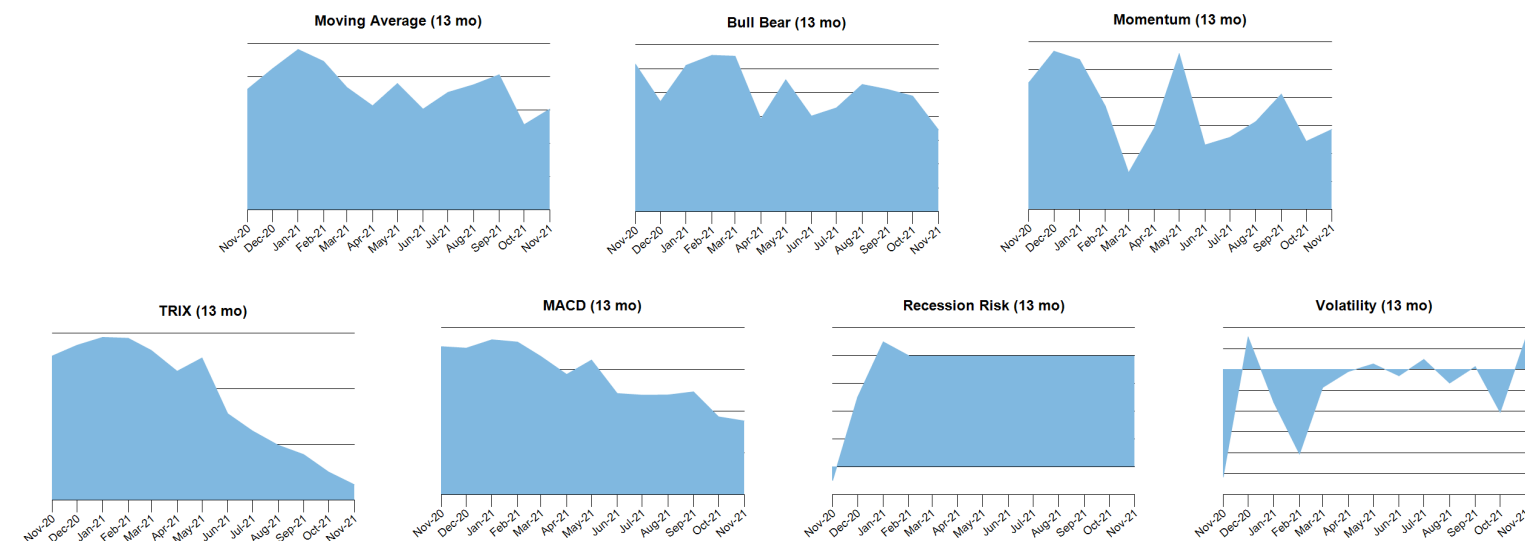 Moving Average (13 mo)
Nov-20 Dec-20 Jan-21 Feb-21 Mar-21 Apr-21 May-21 Jun-21 Jul-21 Aug-21 Sep-21 Oct-21 Nov-21
Bull Bear (13 mo)
Nov-20 Dec-20 Jan-21 Feb-21 Mar-21 Apr-21 May-21 Jun-21 Jul-21 Aug-21 Sep-21 Oct-21 Nov-21
Momentum (13 mo)
Nov-20 Dec-20 Jan-21 Feb-21 Mar-21 Apr-21 May-21 Jun-21 Jul-21 Aug-21 Sep-21 Oct-21 Nov-21
TRIX (13 mo)
Nov-20 Dec-20 Jan-21 Feb-21 Mar-21 Apr-21 May-21 Jun-21 Jul-21 Aug-21 Sep-21 Oct-21 Nov-21
MACD (13 mo)
Nov-20 Dec-20 Jan-21 Feb-21 Mar-21 Apr-21 May-21 Jun-21 Jul-21 Aug-21 Sep-21 Oct-21 Nov-21
Recession Risk (13 mo)
Nov-20 Dec-20 Jan-21 Feb-21 Mar-21 Apr-21 May-21 Jun-21 Jul-21 Aug-21 Sep-21 Oct-21 Nov-21
Volatility (13 mo)
Nov-20 Dec-20 Jan-21 Feb-21 Mar-21 Apr-21 May-21 Jun-21 Jul-21 Aug-21 Sep-21 Oct-21 Nov-21